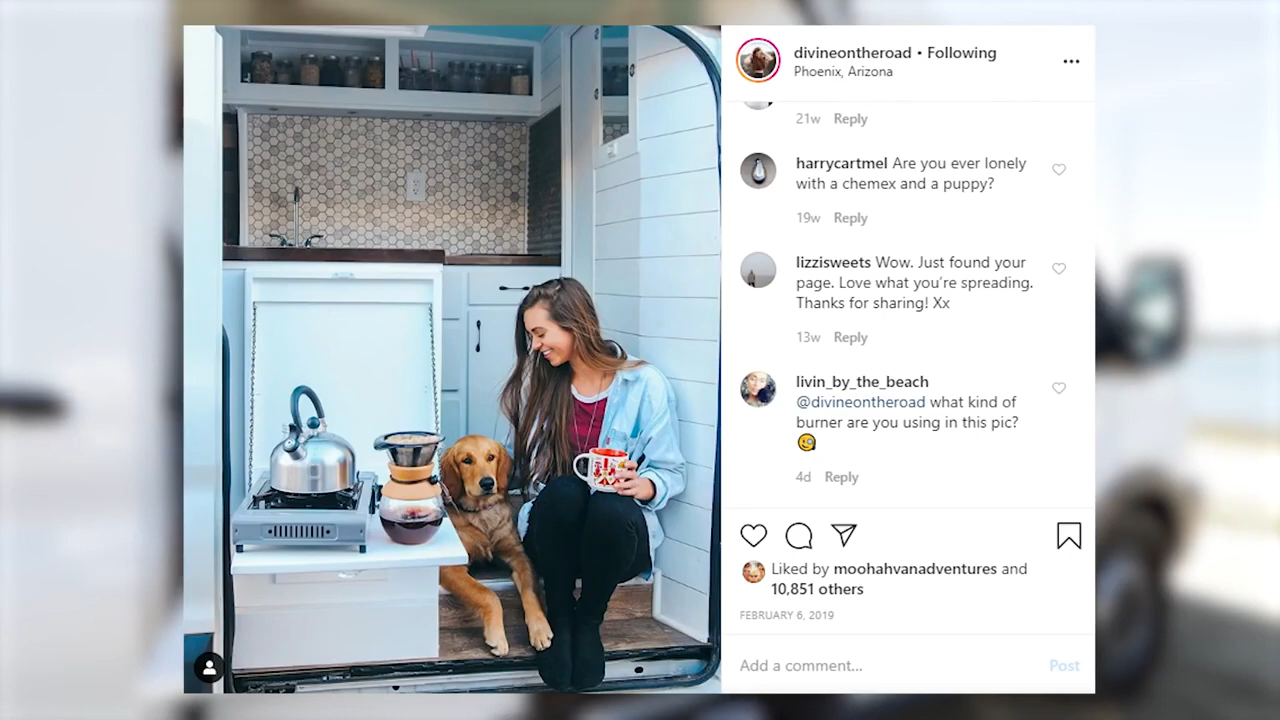 divineontheroad • Following
Phoenix, Arizona
21w Reply
harrycartmel Are you ever lonely
with a chemex and a puppy?
19w Reply
lizzisweets Wow. Just found your
page. Love what you're spreading.
Thanks for sharing! Xx
13w Reply
livin_by_the_beach
@divineontheroad what kind of
burner are you using in this pic?
4d Reply
Liked by moohahvanadventures and
10,851 others
FEBRUARY 6, 2019
Add a comment... Post